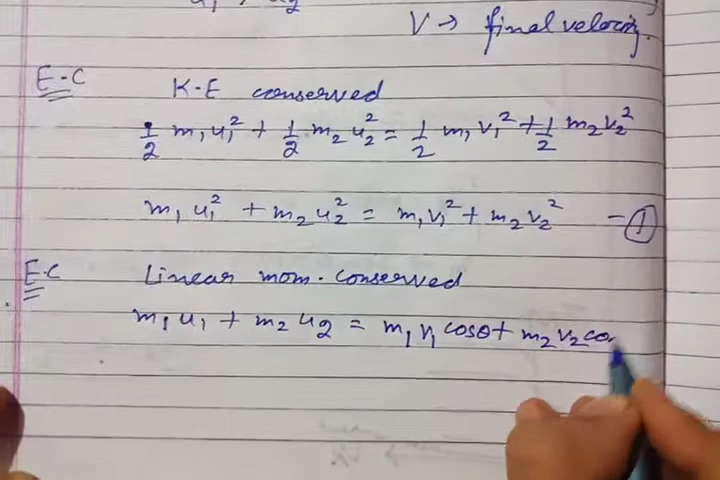 V → final velocity.
E-C K-E conserved
1/2 m₁u₁² + 1/2 m₂u₂² = 1/2 m₁v₁² + 1/2 m₂v₂²
m₁u₁² + m₂u₂² = m₁v₁² + m₂v₂² - ①
E-C Linear mom. conserved
m₁u₁ + m₂u₂ = m₁v₁ cosθ + m₂v₂ co